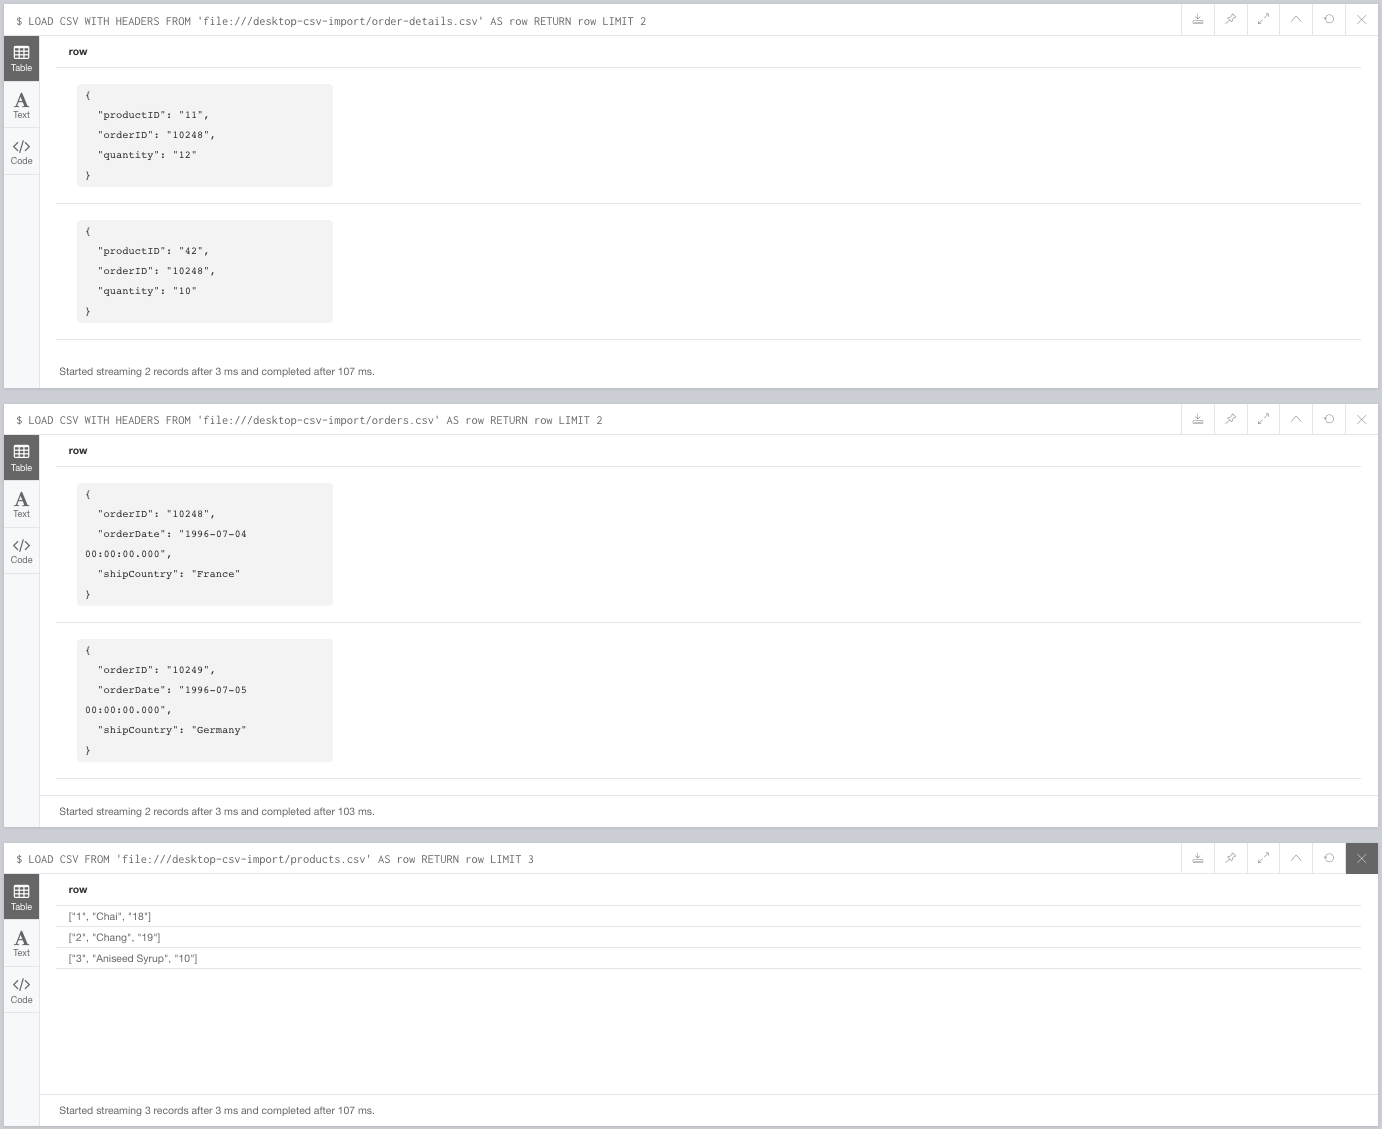 $ LOAD CSV WITH HEADERS FROM 'file:///desktop-csv-import/order-details.csv' AS row RETURN row LIMIT 2
Table
Text
Code
row
{
"productID": "11",
"orderID": "10248",
"quantity": "12"
}
{
"productID": "42",
"orderID": "10248",
"quantity": "10"
}
Started streaming 2 records after 3 ms and completed after 107 ms.
$ LOAD CSV WITH HEADERS FROM 'file:///desktop-csv-import/orders.csv' AS row RETURN row LIMIT 2
Table
Text
Code
row
{
"orderID": "10248",
"orderDate": "1996-07-04
00:00:00.000",
"shipCountry": "France"
}
{
"orderID": "10249",
"orderDate": "1996-07-05
00:00:00.000",
"shipCountry": "Germany"
}
Started streaming 2 records after 3 ms and completed after 103 ms.
$ LOAD CSV FROM 'file:///desktop-csv-import/products.csv' AS row RETURN row LIMIT 3
Table
Text
Code
row
["1", "Chai", "18"]
["2", "Chang", "19"]
["3", "Aniseed Syrup", "10"]
Started streaming 3 records after 3 ms and completed after 107 ms.